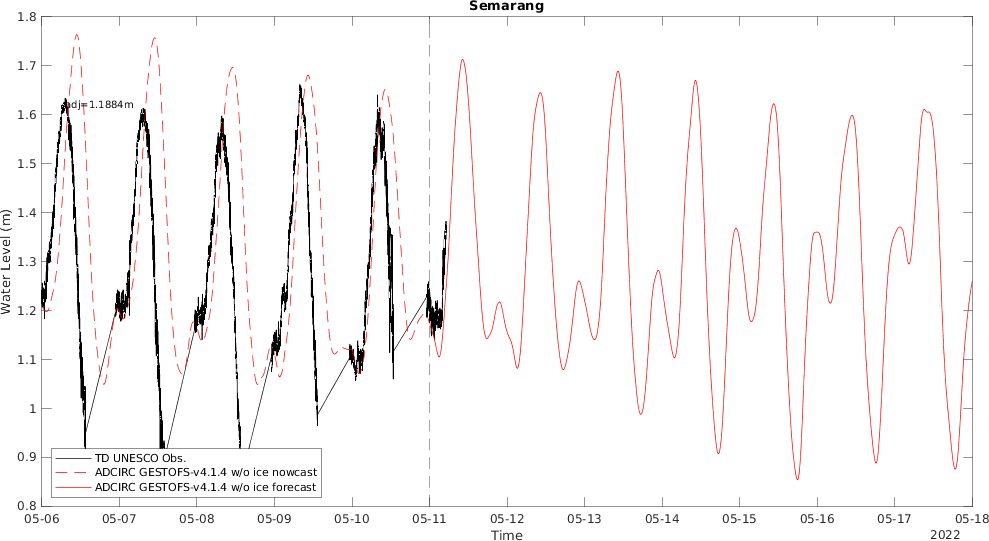 Semarang
Water Level (m)
1.8
1.7
1.6
1.5
1.4
1.3
1.2
1.1
1
0.9
0.8
adj=1.1884m
TD UNESCO Obs.
ADCIRC GESTOFS-v4.1.4 w/o ice nowcast
ADCIRC GESTOFS-v4.1.4 w/o ice forecast
05-06 05-07 05-08 05-09 05-10 05-11 05-12 05-13 05-14 05-15 05-16 05-17 05-18
Time
2022